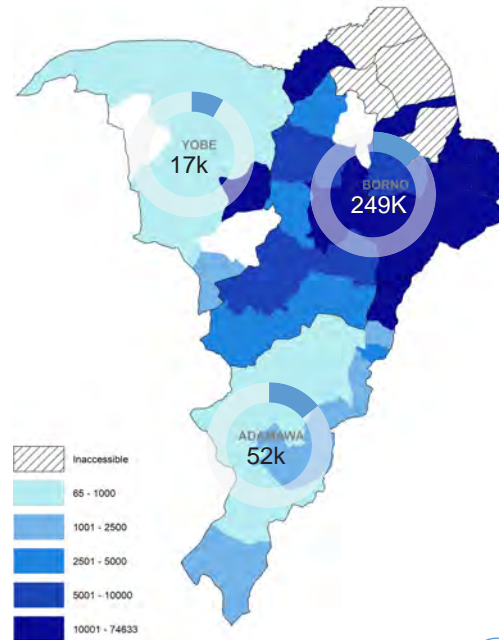 YOBE
17k
BORNO
249K
ADAMAWA
52k
Inaccessible
65 - 1000
1001 - 2500
2501 - 5000
5001 - 10000
10001 - 74633